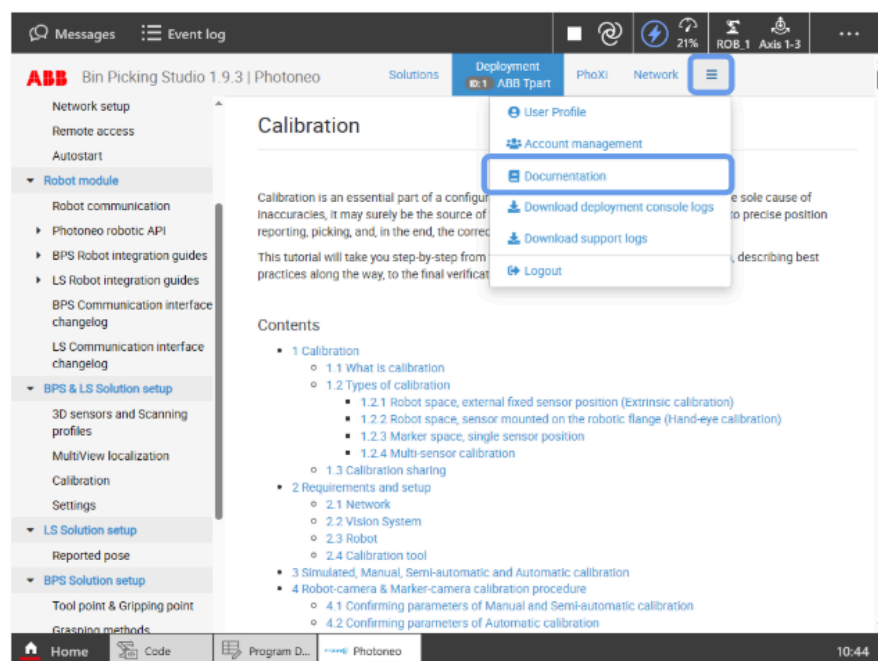 Messages
Event log
21%
ROB_1 Axis 1-3
...
ABB Bin Picking Studio 1.9.3 | Photoneo
Solutions
Deployment
ID:1 ABB Tpart
PhoXi
Network
User Profile
Account management
Documentation
Download deployment console logs
Download support logs
Logout
Network setup
Remote access
Autostart
Robot module
Robot communication
Photoneo robotic API
BPS Robot integration guides
LS Robot integration guides
BPS Communication interface
changelog
LS Communication interface
changelog
BPS & LS Solution setup
3D sensors and Scanning
profiles
MultiView localization
Calibration
Settings
LS Solution setup
Reported pose
BPS Solution setup
Tool point & Gripping point
Grasping methods
Calibration
Calibration is an essential part of a configur e sole cause of
inaccuracies, it may surely be the source of to precise position
reporting, picking, and, in the end, the correc
This tutorial will take you step-by-step from , describing best
practices along the way, to the final verificat
Contents
1 Calibration
1.1 What is calibration
1.2 Types of calibration
1.2.1 Robot space, external fixed sensor position (Extrinsic calibration)
1.2.2 Robot space, sensor mounted on the robotic flange (Hand-eye calibration)
1.2.3 Marker space, single sensor position
1.2.4 Multi-sensor calibration
1.3 Calibration sharing
2 Requirements and setup
2.1 Network
2.2 Vision System
2.3 Robot
2.4 Calibration tool
3 Simulated, Manual, Semi-automatic and Automatic calibration
4 Robot-camera & Marker-camera calibration procedure
4.1 Confirming parameters of Manual and Semi-automatic calibration
4.2 Confirming parameters of Automatic calibration
Home
Code
Program D...
Photoneo
10:44